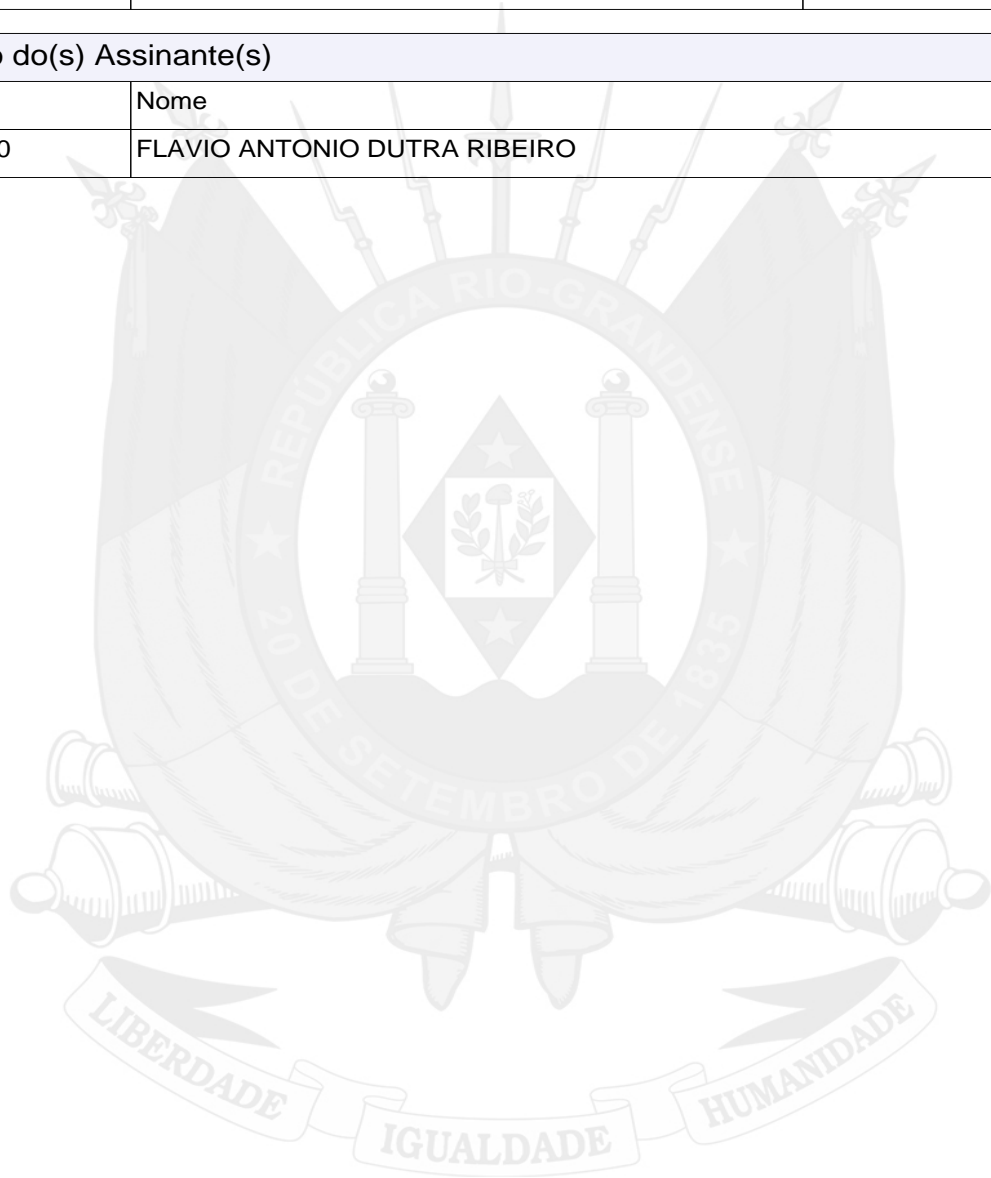 o do(s) Assinante(s)
Nome
0 FLAVIO ANTONIO DUTRA RIBEIRO
REPÚBLICA RIO-GRANDENSE
20 DE SETEMBRO DE 1835
LIBERDADE IGUALDADE HUMANIDADE